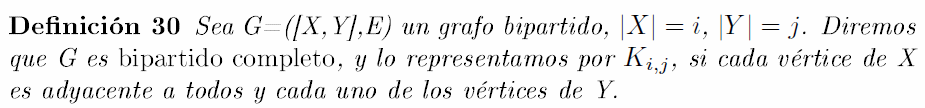 Definición 30 Sea G=([X,Y],E) un grafo bipartido, |X| = i, |Y| = j. Diremos
que G es bipartido completo, y lo representamos por K_{i,j}, si cada vértice de X
es adyacente a todos y cada uno de los vértices de Y.